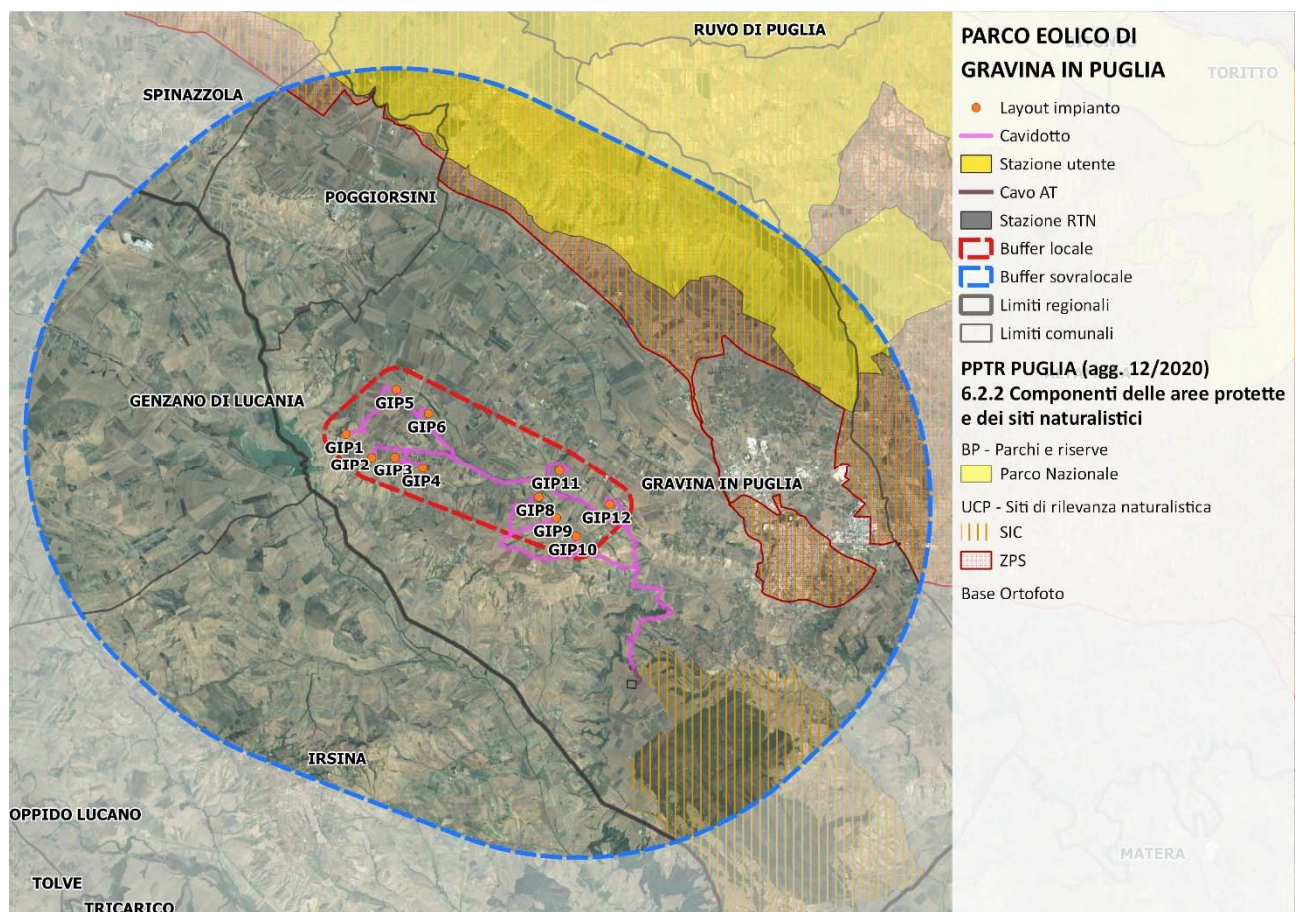 RUVO DI PUGLIA
SPINAZZOLA
POGGIORSINI
GENZANO DI LUCANIA
GIP5
GIP6
GIP1
GIP2
GIP3
GIP4
GIP11
GRAVINA IN PUGLIA
GIP8
GIP12
GIP9
GIP10
IRSINA
OPPIDO LUCANO
TOLVE
TRICARICO
PARCO EOLICO DI
GRAVINA IN PUGLIA
TORITTO
Layout impianto
Cavidotto
Stazione utente
Cavo AT
Stazione RTN
Buffer locale
Buffer sovralocale
Limiti regionali
Limiti comunali
PPTR PUGLIA (agg. 12/2020)
6.2.2 Componenti delle aree protette
e dei siti naturalistici
BP - Parchi e riserve
Parco Nazionale
UCP - Siti di rilevanza naturalistica
SIC
ZPS
Base Ortofoto
MATERA